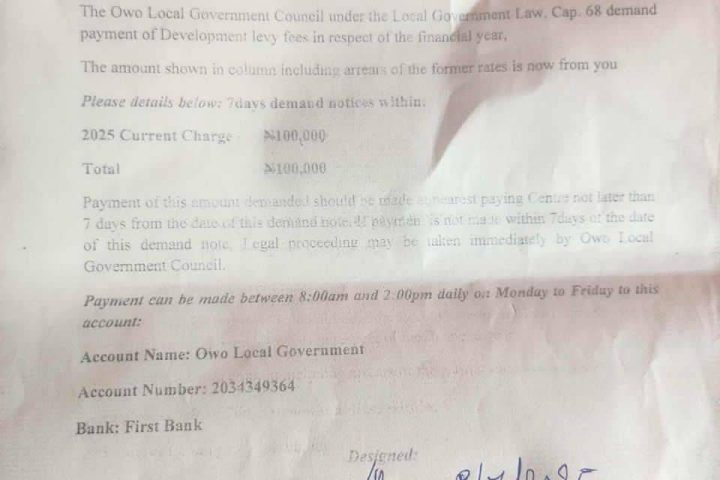 The Owo Local Government Council under the Local Government Law, Cap. 68 demand
payment of Development levy fees in respect of the financial year,
The amount shown in column including arrears of the former rates is now from you
Please details below: 7days demand notices within:
2025 Current Charge ₦100,000
Total ₦100,000
Payment of this amount demanded should be made at nearest paying Centre not later than
7 days from the date of this demand note. If payment is not made within 7days of the date
of this demand note. Legal proceeding may be taken immediately by Owo Local
Government Council.
Payment can be made between 8:00am and 2:00pm daily on Monday to Friday to this
account:
Account Name: Owo Local Government
Account Number: 2034349364
Bank: First Bank
Designed: